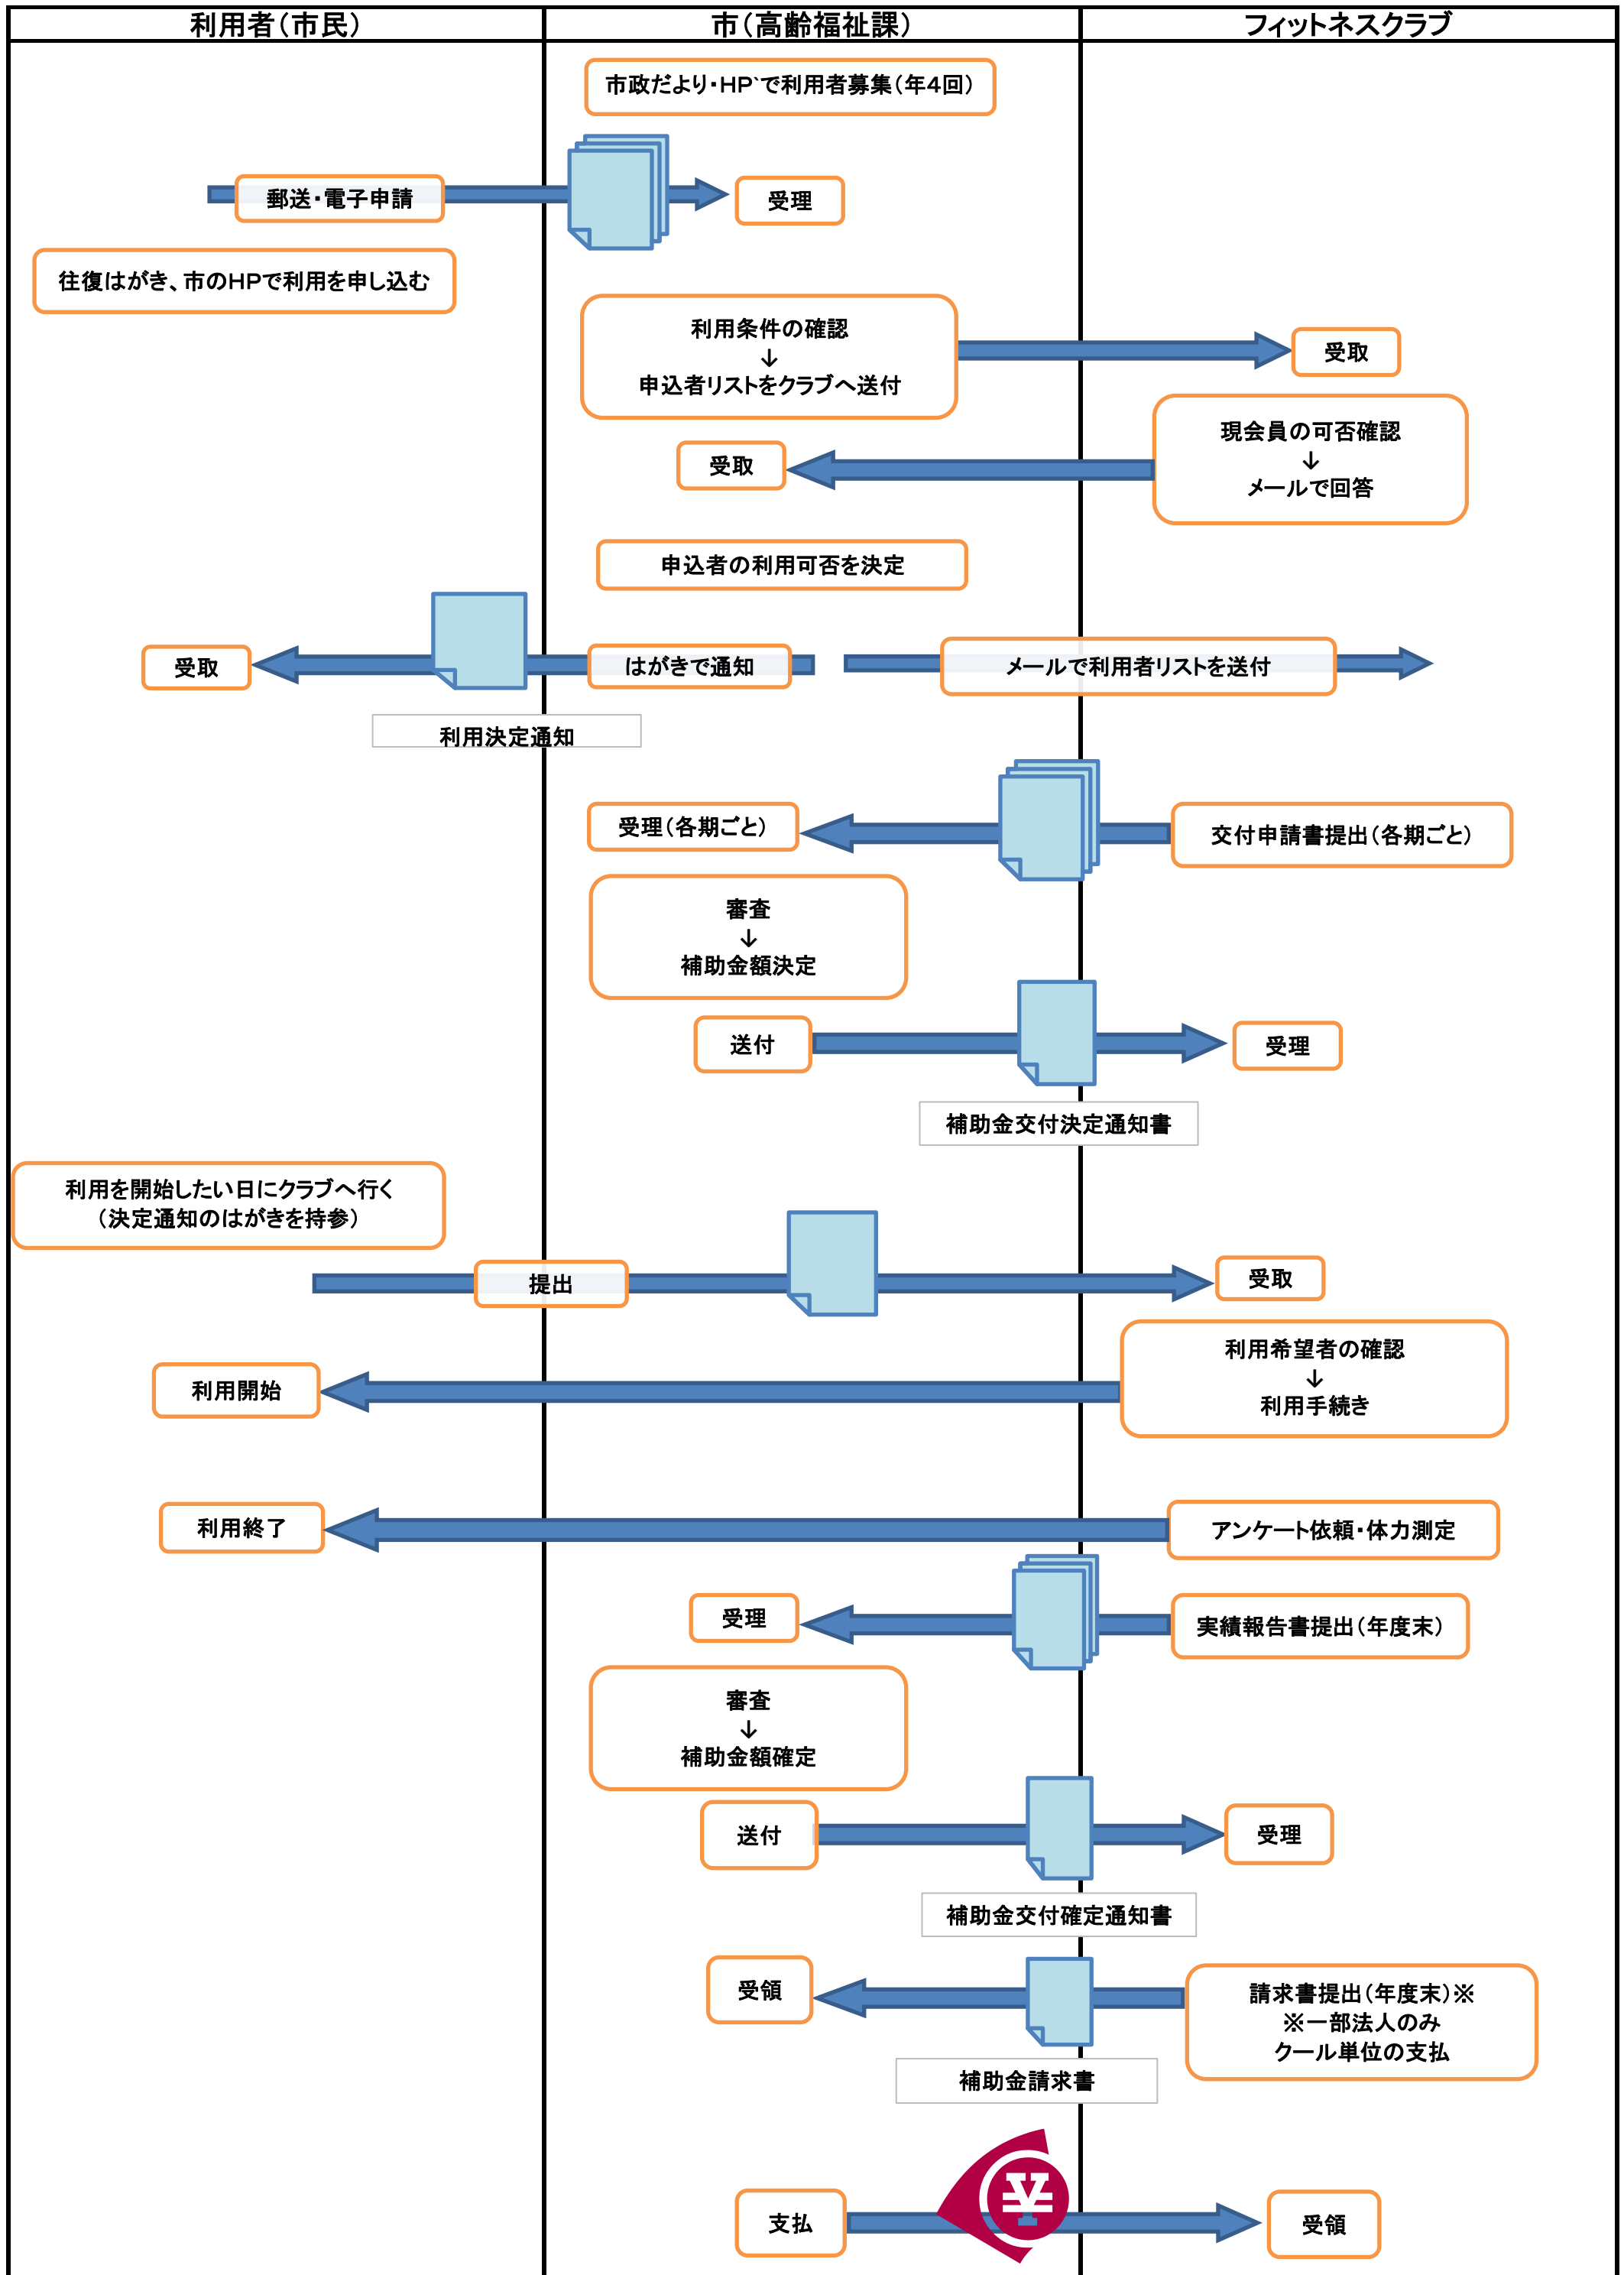 利用者（市民）
市（高齢福祉課）
フィットネスクラブ
市政だより・HP`で利用者募集（年４回）
郵送・電子申請
受理
往復はがき、市のHPで利用を申し込む
利用条件の確認
↓
申込者リストをクラブへ送付
受取
現会員の可否確認
↓
メールで回答
受取
申込者の利用可否を決定
受取
はがきで通知
メールで利用者リストを送付
利用決定通知
受理（各期ごと）
交付申請書提出（各期ごと）
審査
↓
補助金額決定
送付
受理
補助金交付決定通知書
利用を開始したい日にクラブへ行く
（決定通知のはがきを持参）
提出
受取
利用希望者の確認
↓
利用手続き
利用開始
利用終了
アンケート依頼・体力測定
受理
実績報告書提出（年度末）
審査
↓
補助金額確定
送付
受理
補助金交付確定通知書
受領
請求書提出（年度末）※
※一部法人のみ
クール単位の支払
補助金請求書
支払
¥
受領